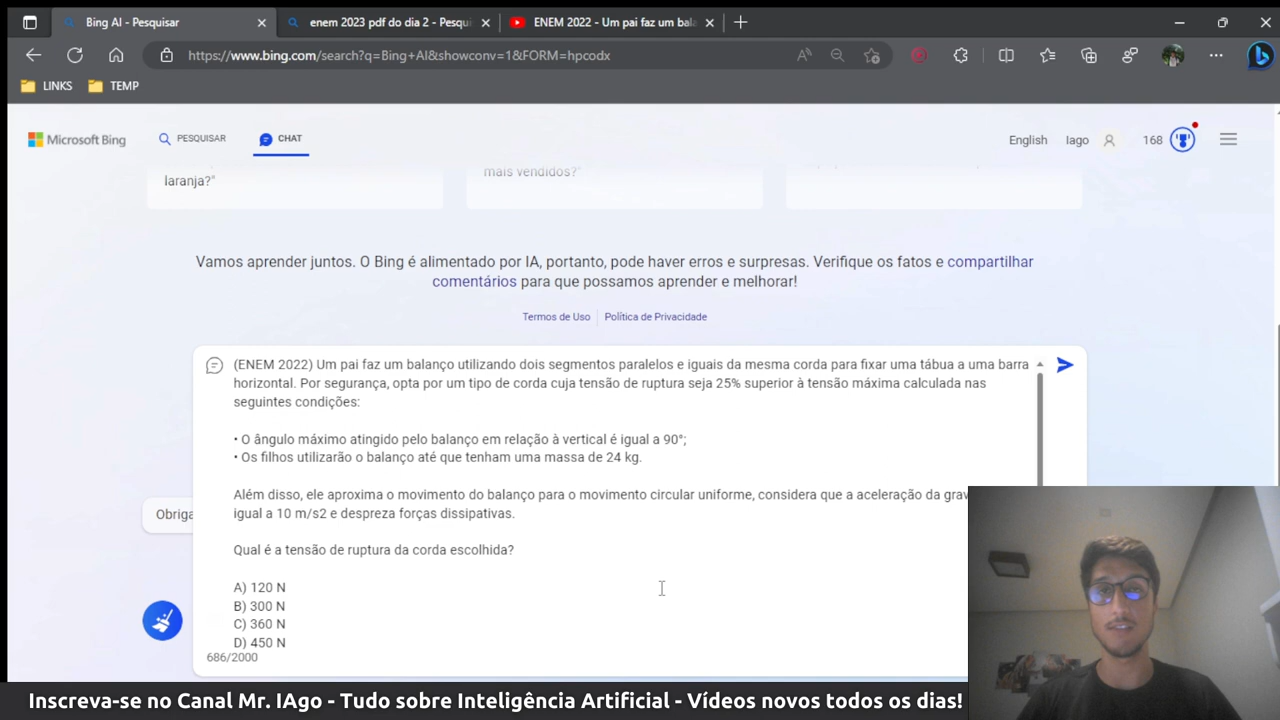 Bing AI - Pesquisar
enem 2023 pdf do dia 2 - Pesqui
ENEM 2022 - Um pai faz um bala
https://www.bing.com/search?q=Bing+AI&showconv=1&FORM=hpcodx
LINKS
TEMP
Microsoft Bing
PESQUISAR
CHAT
English
Iago
168
laranja?"
mais vendidos?"
Vamos aprender juntos. O Bing é alimentado por IA, portanto, pode haver erros e surpresas. Verifique os fatos e compartilhar
comentários para que possamos aprender e melhorar!
Termos de Uso
Política de Privacidade
(ENEM 2022) Um pai faz um balanço utilizando dois segmentos paralelos e iguais da mesma corda para fixar uma tábua a uma barra
horizontal. Por segurança, opta por um tipo de corda cuja tensão de ruptura seja 25% superior à tensão máxima calculada nas
seguintes condições:
• O ângulo máximo atingido pelo balanço em relação à vertical é igual a 90°;
• Os filhos utilizarão o balanço até que tenham uma massa de 24 kg.
Além disso, ele aproxima o movimento do balanço para o movimento circular uniforme, considera que a aceleração da grav
igual a 10 m/s2 e despreza forças dissipativas.
Obriga
Qual é a tensão de ruptura da corda escolhida?
A) 120 N
B) 300 N
C) 360 N
D) 450 N
686/2000
Inscreva-se no Canal Mr. IAgo - Tudo sobre Inteligência Artificial - Vídeos novos todos os dias!